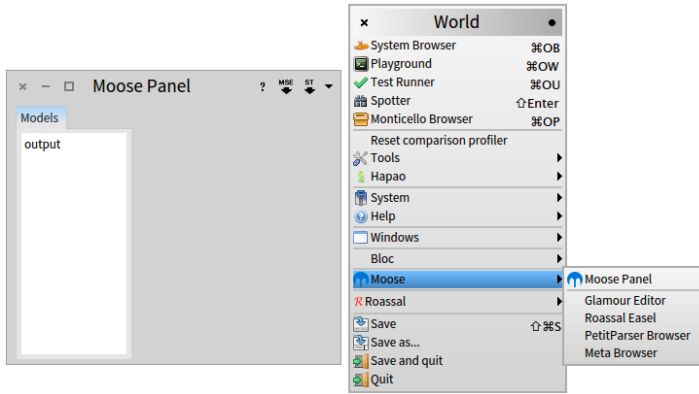 Moose Panel
? MSE ST
Models
output
World
System Browser ⌘OB
Playground ⌘OW
Test Runner ⌘OU
Spotter ⇧Enter
Monticello Browser ⌘OP
Reset comparison profiler
Tools
Hapao
System
Help
Windows
Bloc
Moose
R Roassal
Save ⇧⌘S
Save as...
Save and quit
Quit
Moose Panel
Glamour Editor
Roassal Easel
PetitParser Browser
Meta Browser